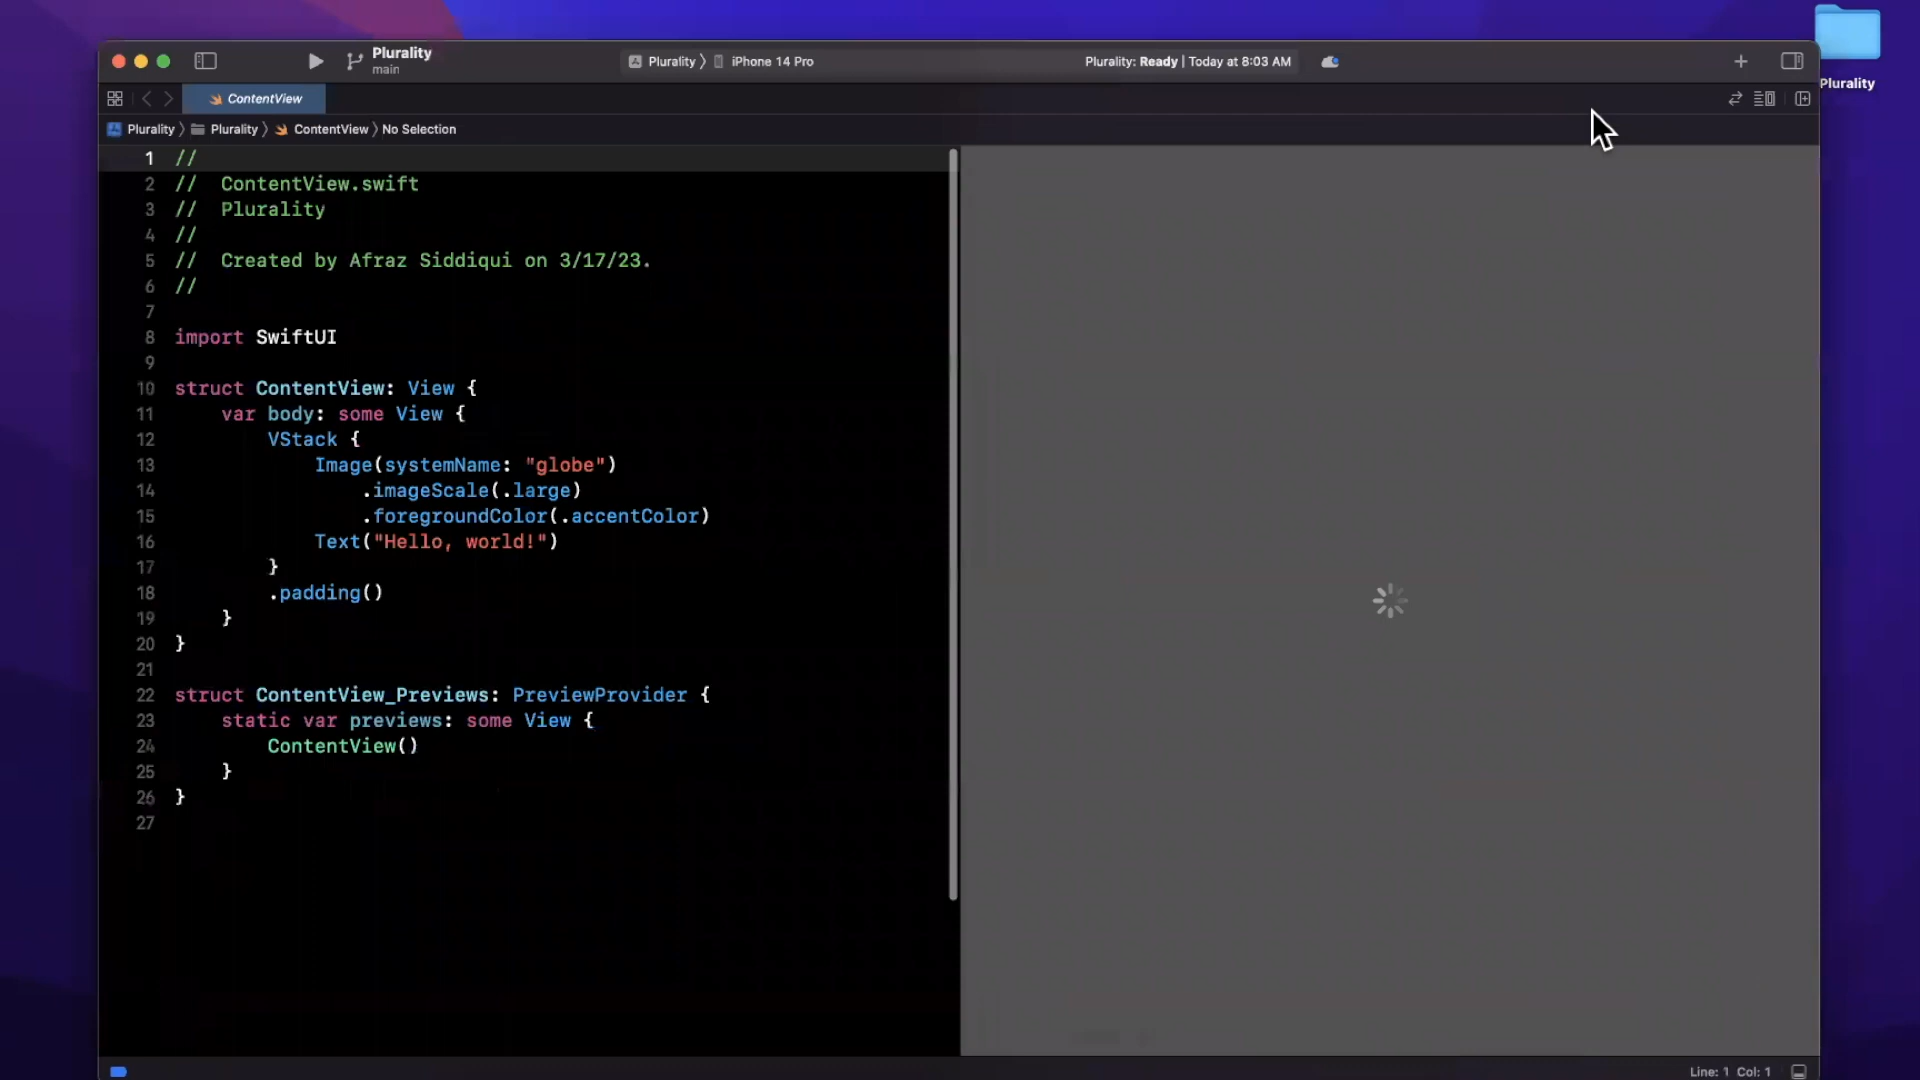 Plurality
main
Plurality 〉 iPhone 14 Pro
Plurality: Ready | Today at 8:03 AM
Plurality
ContentView
Plurality 〉 Plurality 〉 ContentView 〉 No Selection
1 //
2 //  ContentView.swift
3 //  Plurality
4 //
5 //  Created by Afraz Siddiqui on 3/17/23.
6 //
7
8 import SwiftUI
9
10 struct ContentView: View {
11     var body: some View {
12         VStack {
13             Image(systemName: "globe")
14                 .imageScale(.large)
15                 .foregroundColor(.accentColor)
16             Text("Hello, world!")
17         }
18         .padding()
19     }
20 }
21
22 struct ContentView_Previews: PreviewProvider {
23     static var previews: some View {
24         ContentView()
25     }
26 }
27
Line: 1 Col: 1